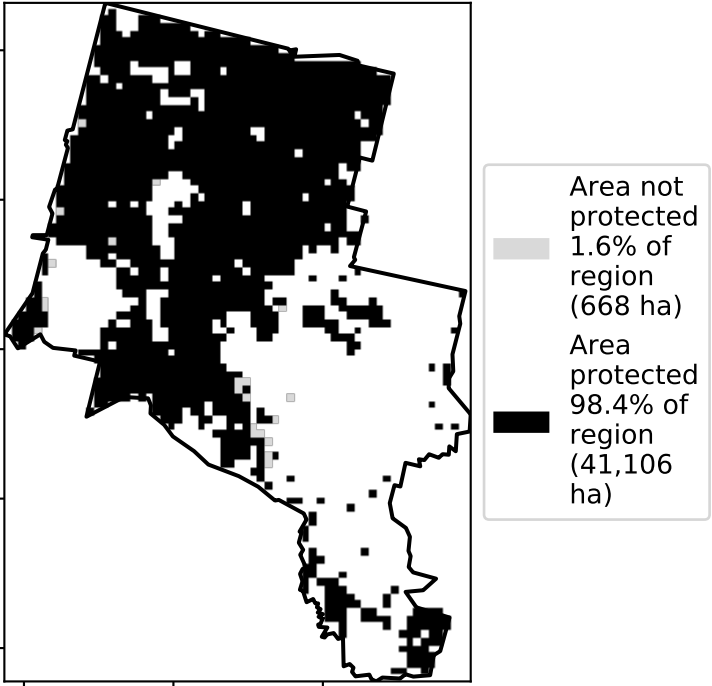 Area not
protected
1.6% of
region
(668 ha)
Area
protected
98.4% of
region
(41,106
ha)